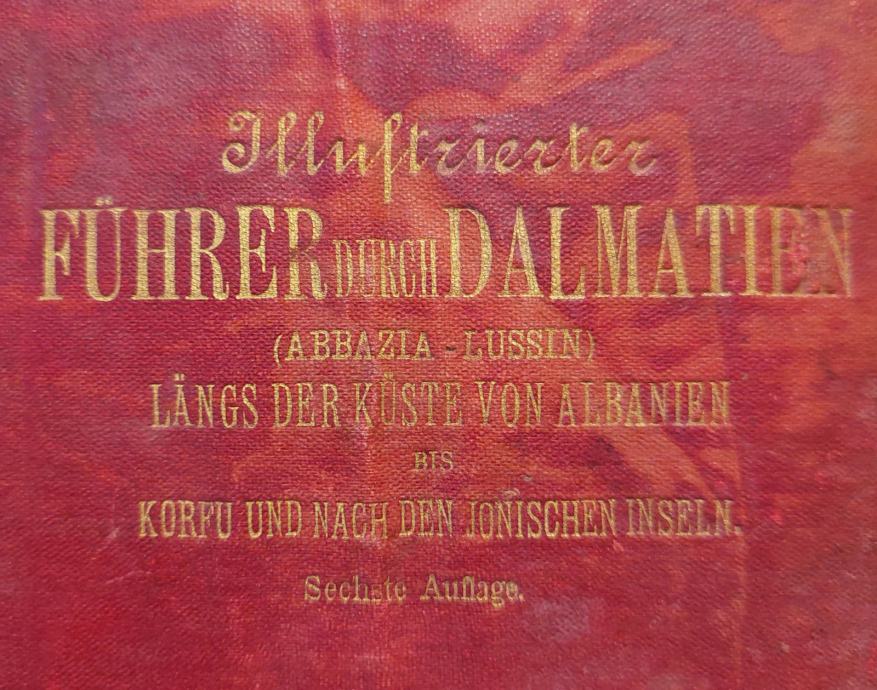 Illustrierter
FÜHRER DURCH DALMATIEN
(ABBAZIA - LUSSIN)
LÄNGS DER KÜSTE VON ALBANIEN
BIS
KORFU UND NACH DEN JONISCHEN INSELN.
Sechste Auflage.